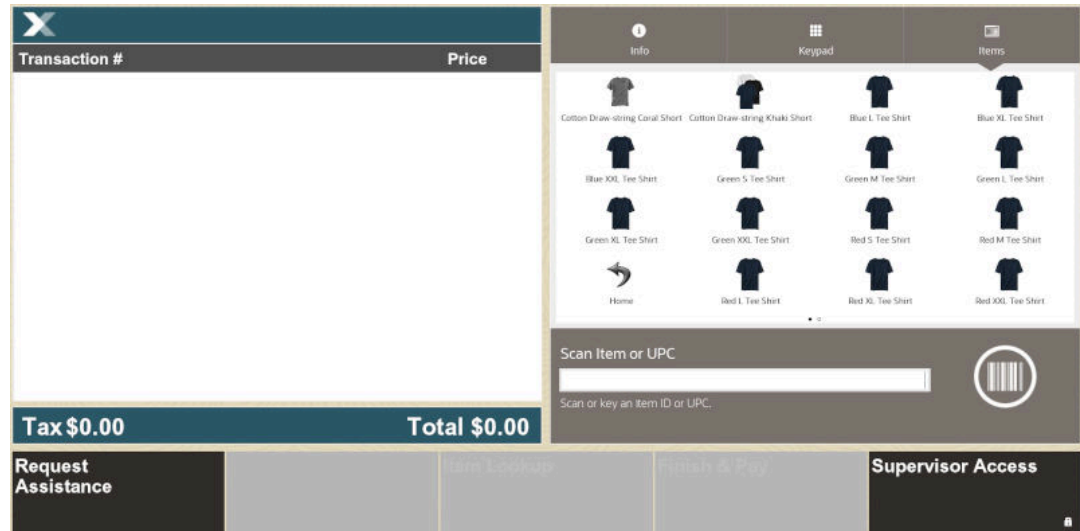 X
Transaction # Price
Tax $0.00 Total $0.00
Info Keypad Items
Cotton Draw-string Coral Short Cotton Draw-string Khaki Short Blue L Tee Shirt Blue XL Tee Shirt
Blue XXL Tee Shirt Green S Tee Shirt Green M Tee Shirt Green L Tee Shirt
Green XL Tee Shirt Green XXL Tee Shirt Red S Tee Shirt Red M Tee Shirt
Home Red L Tee Shirt Red XL Tee Shirt Red XXL Tee Shirt
Scan Item or UPC
Scan or key an item ID or UPC.
Request
Assistance
Item Lookup
Finish & Pay
Supervisor Access